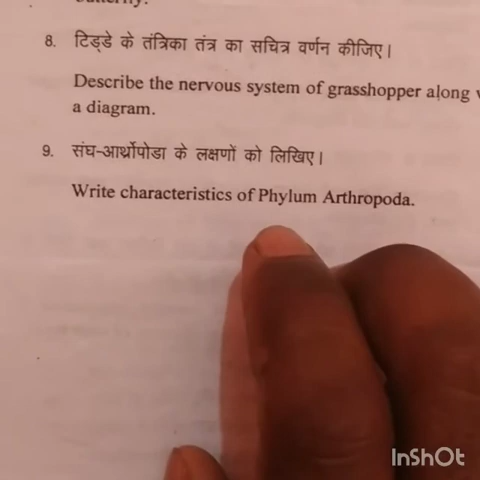 butterfly.
8. टिड्डे के तंत्रिका तंत्र का सचित्र वर्णन कीजिए।
Describe the nervous system of grasshopper along
a diagram.
9. संघ-आर्थ्रोपोडा के लक्षणों को लिखिए।
Write characteristics of Phylum Arthropoda.
InShOt